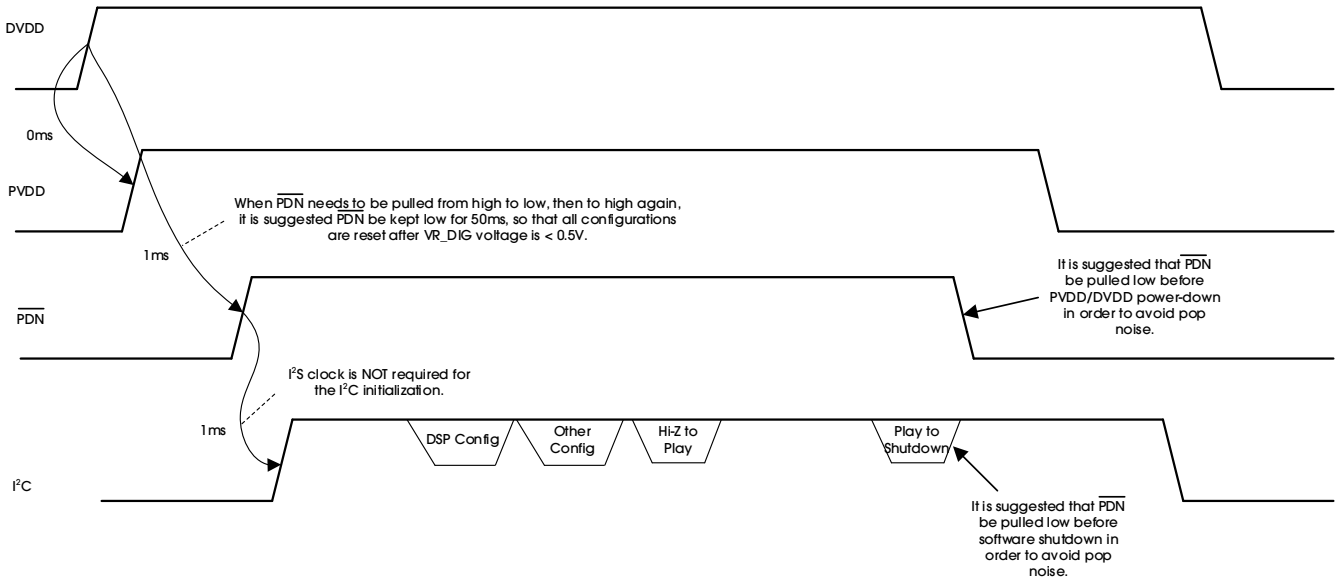 DVDD
0ms
PVDD
When PDN needs to be pulled from high to low, then to high again,
it is suggested PDN be kept low for 50ms, so that all configurations
are reset after VR_DIG voltage is < 0.5V.
1ms
It is suggested that PDN
be pulled low before
PVDD/DVDD power-down
in order to avoid pop
noise.
PDN
I²S clock is NOT required for
the I²C initialization.
1ms
DSP Config
Other
Config
Hi-Z to
Play
Play to
Shutdown
I²C
It is suggested that PDN
be pulled low before
software shutdown in
order to avoid pop
noise.